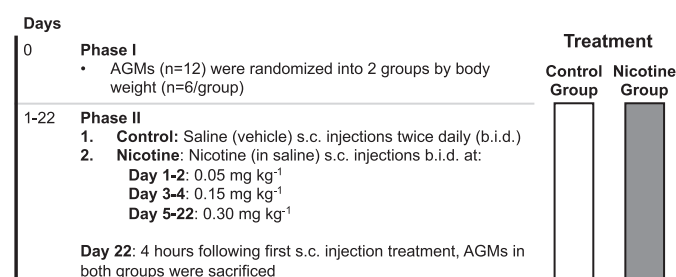 Days
Treatment
Control Group
Nicotine Group
0
Phase I
• AGMs (n=12) were randomized into 2 groups by body
weight (n=6/group)
1-22
Phase II
1. Control: Saline (vehicle) s.c. injections twice daily (b.i.d.)
2. Nicotine: Nicotine (in saline) s.c. injections b.i.d. at:
Day 1-2: 0.05 mg kg⁻¹
Day 3-4: 0.15 mg kg⁻¹
Day 5-22: 0.30 mg kg⁻¹
Day 22: 4 hours following first s.c. injection treatment, AGMs in
both groups were sacrificed